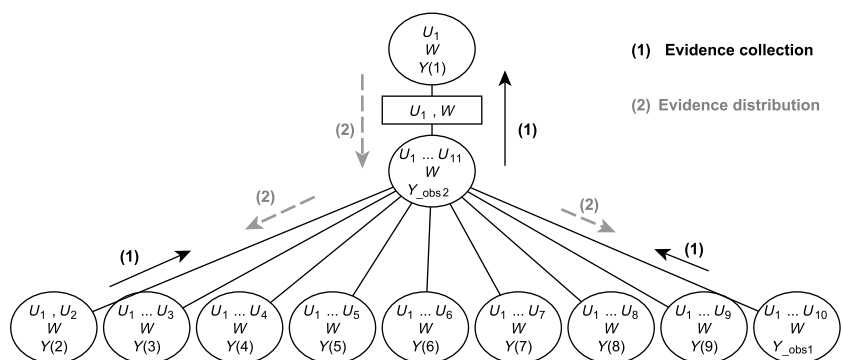 U1
W
Y(1)
(1) Evidence collection
(2) Evidence distribution
(2)
U1 , W
(1)
U1 ... U11
W
Y_obs2
(2)
(2)
(1)
(1)
U1 , U2
W
Y(2)
U1 ... U3
W
Y(3)
U1 ... U4
W
Y(4)
U1 ... U5
W
Y(5)
U1 ... U6
W
Y(6)
U1 ... U7
W
Y(7)
U1 ... U8
W
Y(8)
U1 ... U9
W
Y(9)
U1 ... U10
W
Y_obs1